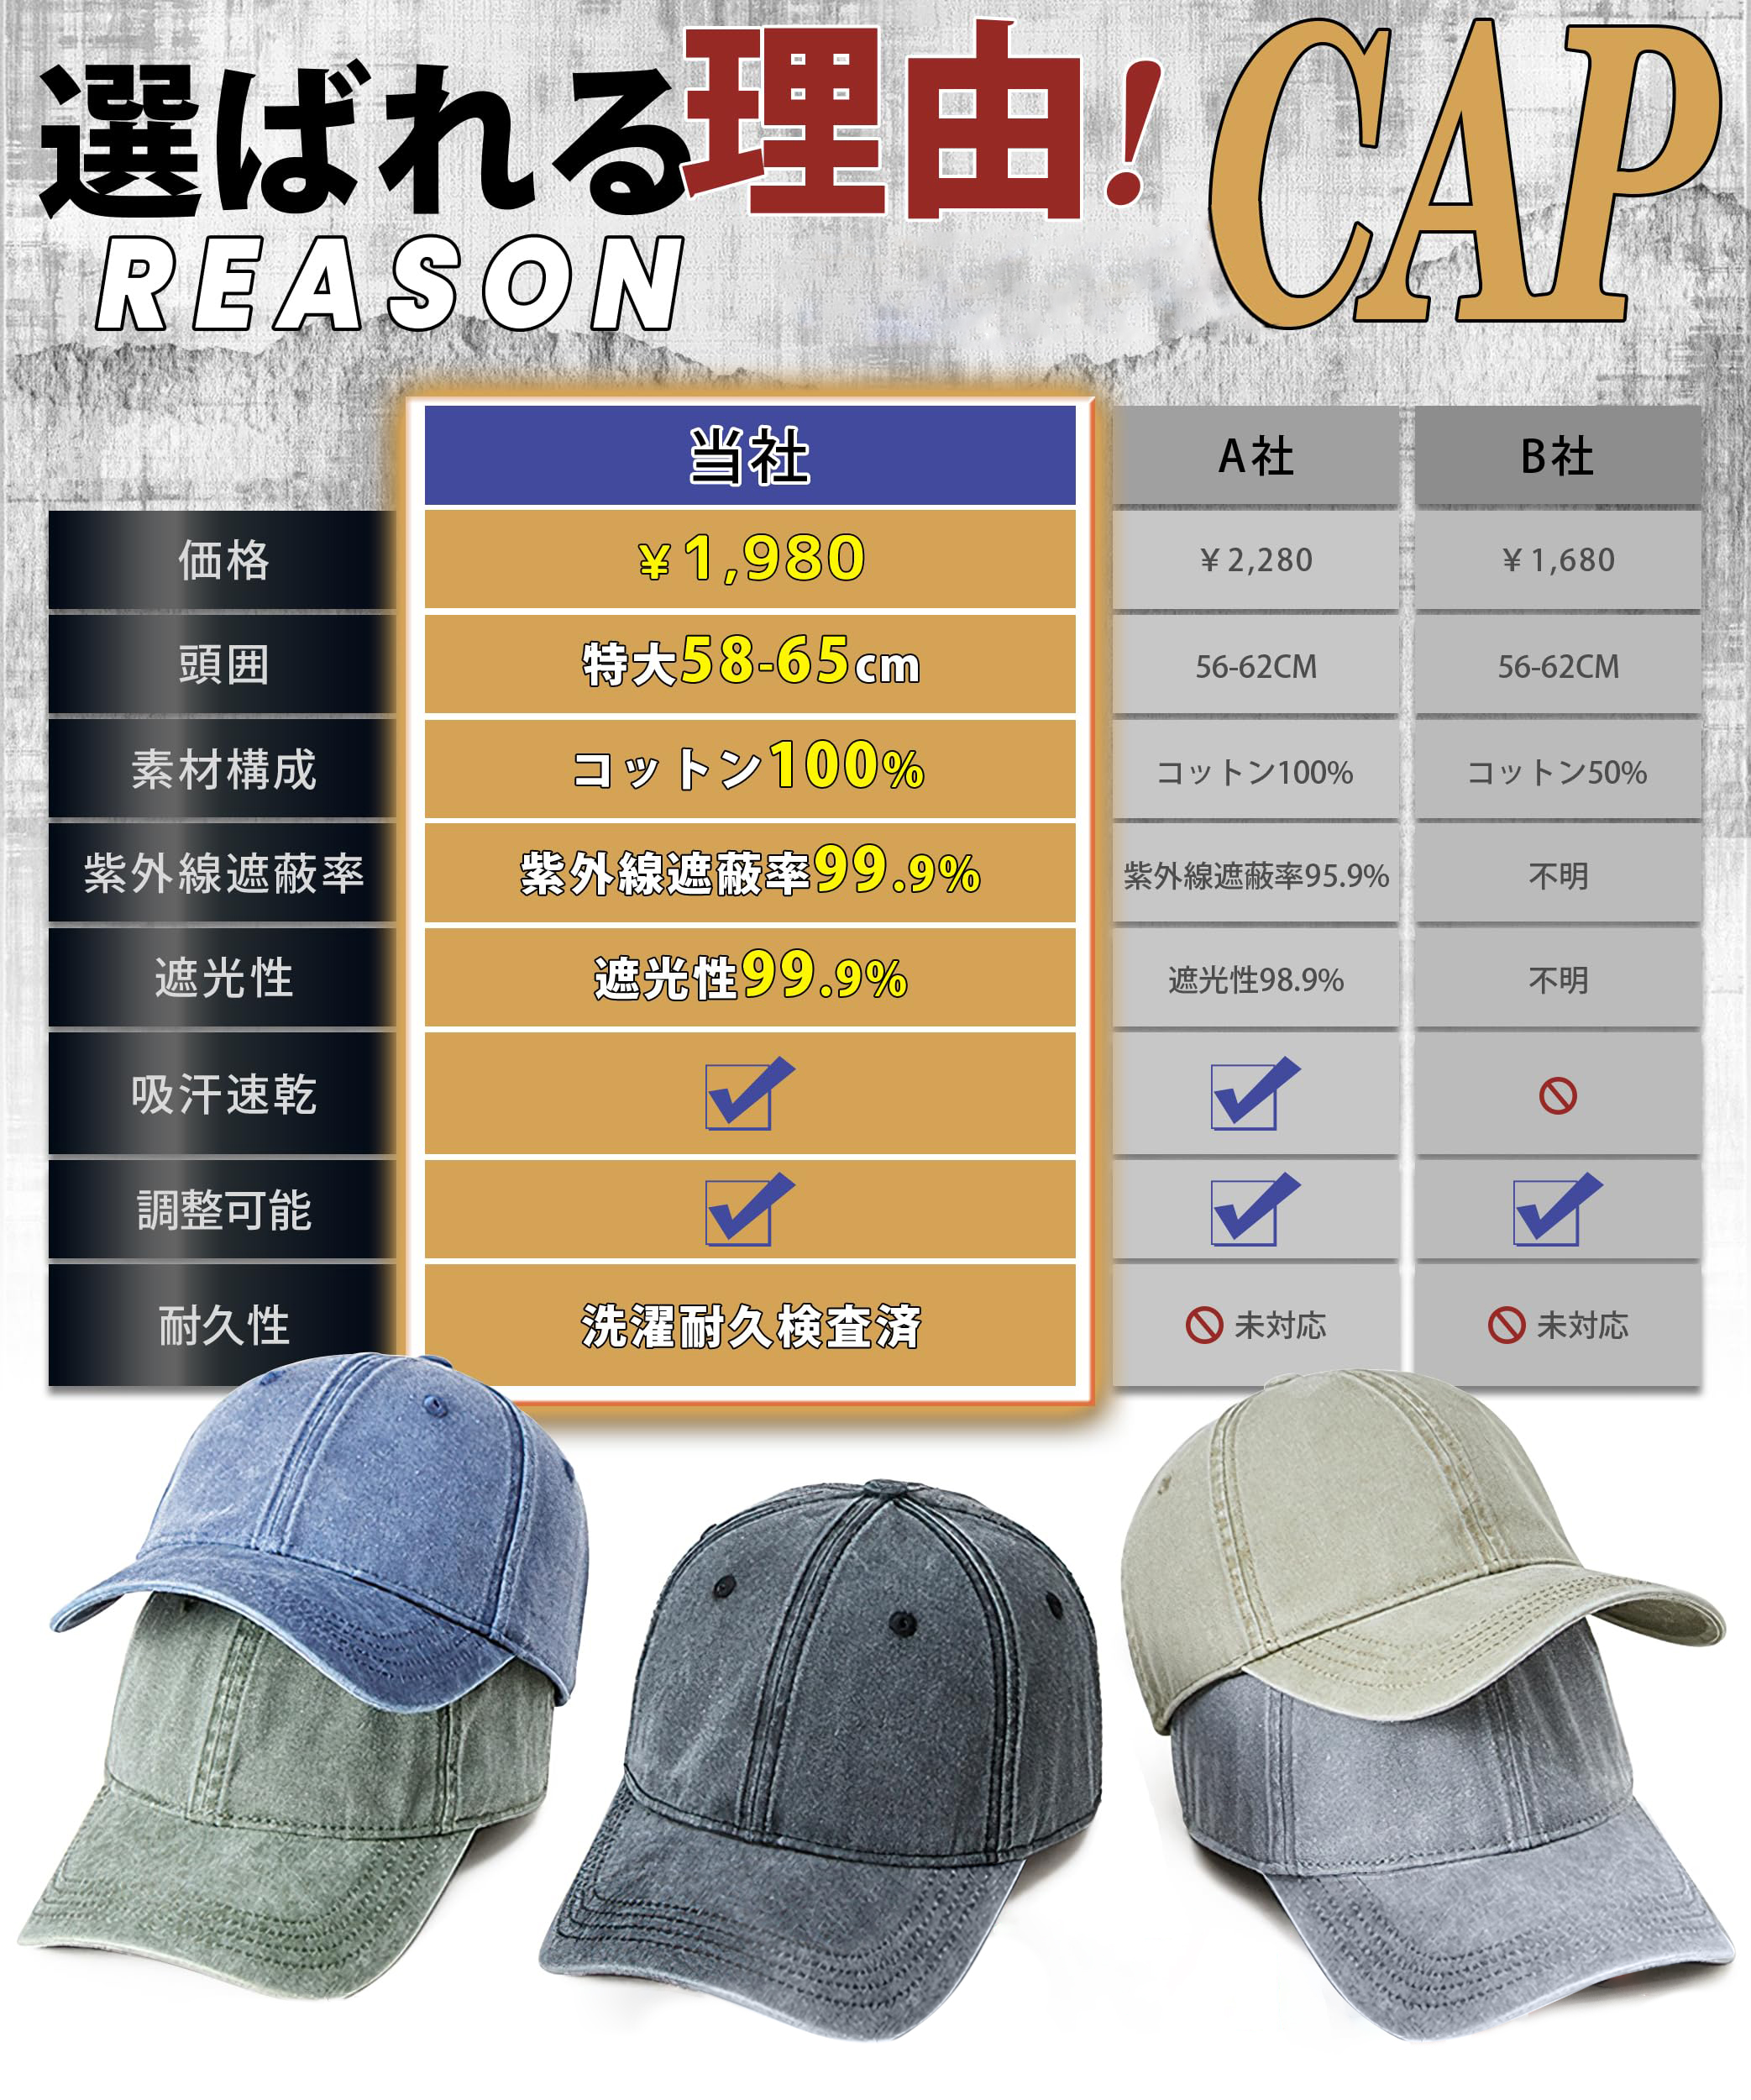 選ばれる理由!
CAP
REASON
当社 A社 B社
価格 ¥1,980 ¥2,280 ¥1,680
頭囲 特大58-65cm 56-62CM 56-62CM
素材構成 コットン100% コットン100% コットン50%
紫外線遮蔽率 紫外線遮蔽率99.9% 紫外線遮蔽率95.9% 不明
遮光性 遮光性99.9% 遮光性98.9% 不明
吸汗速乾
調整可能
耐久性 洗濯耐久検査済 未対応 未対応